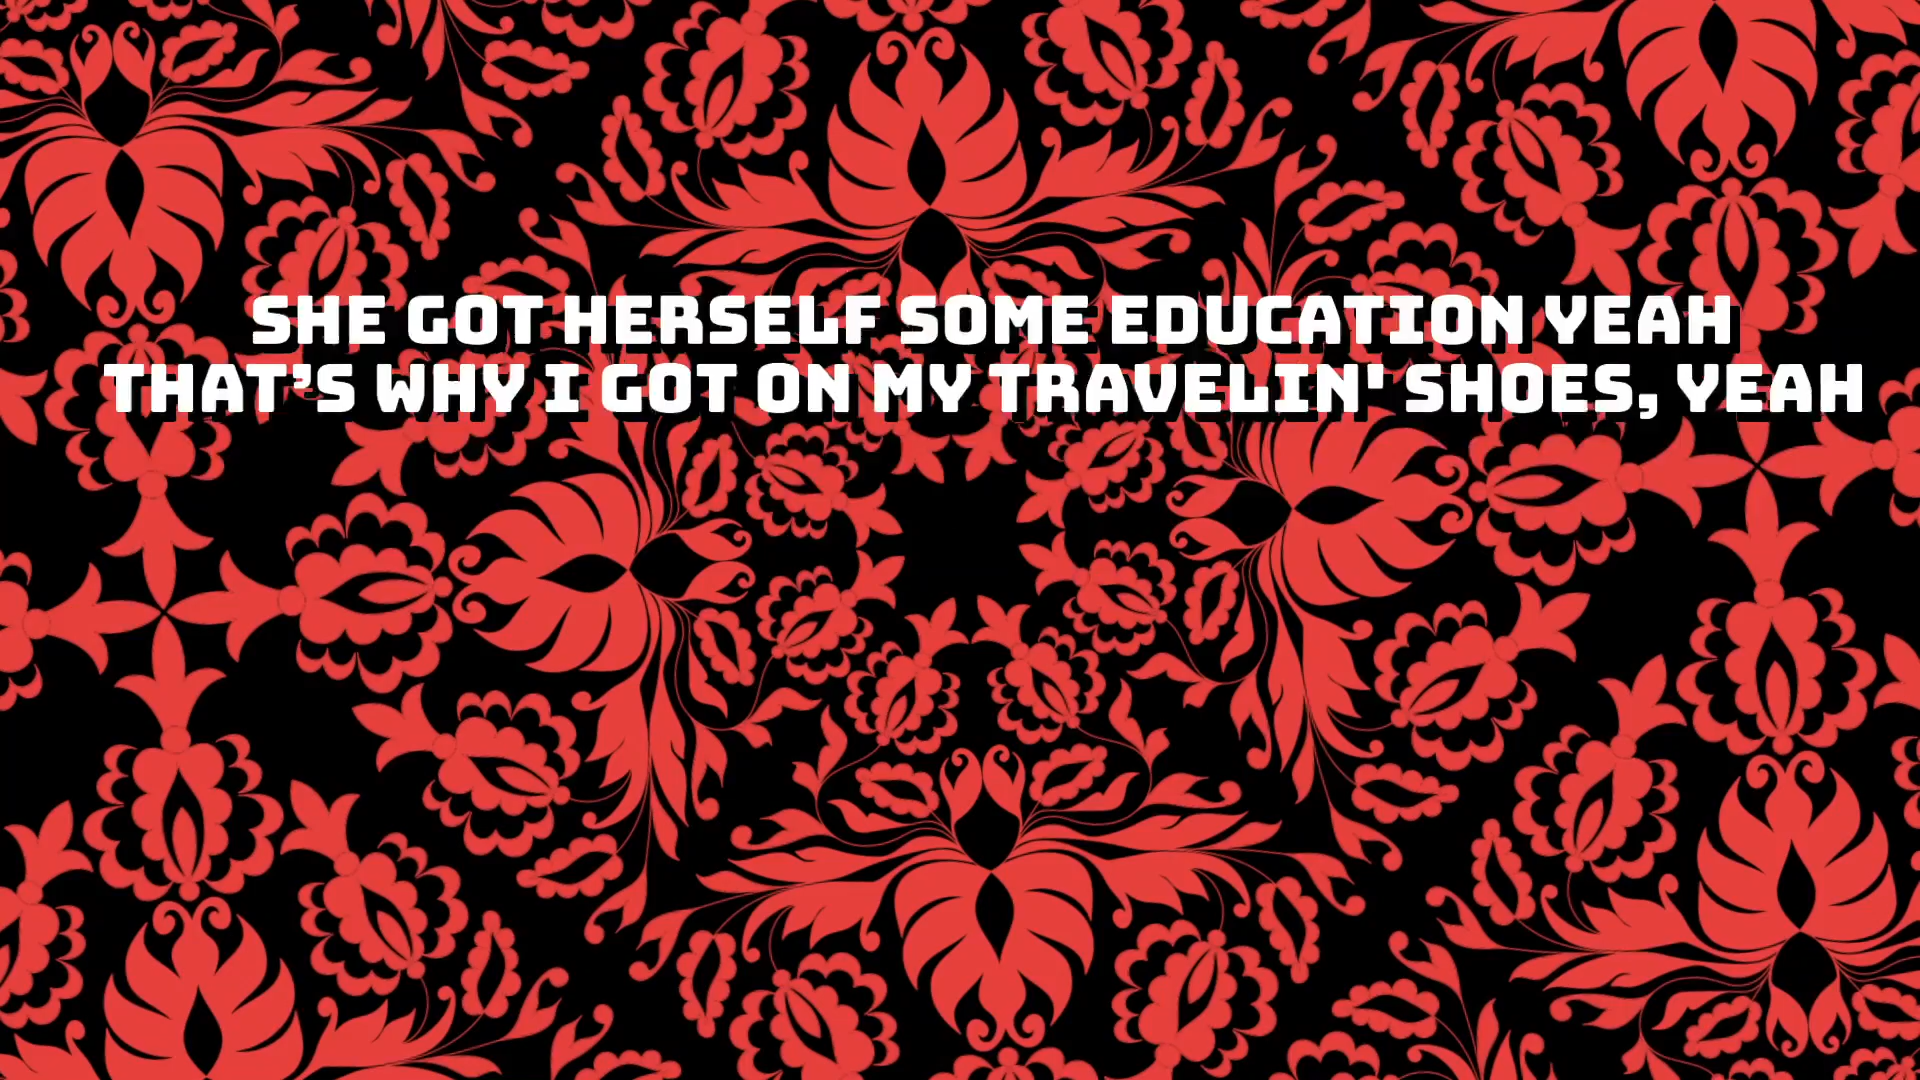 SHE GOT HERSELF SOME EDUCATION YEAH
THAT’S WHY I GOT ON MY TRAVELIN' SHOES, YEAH